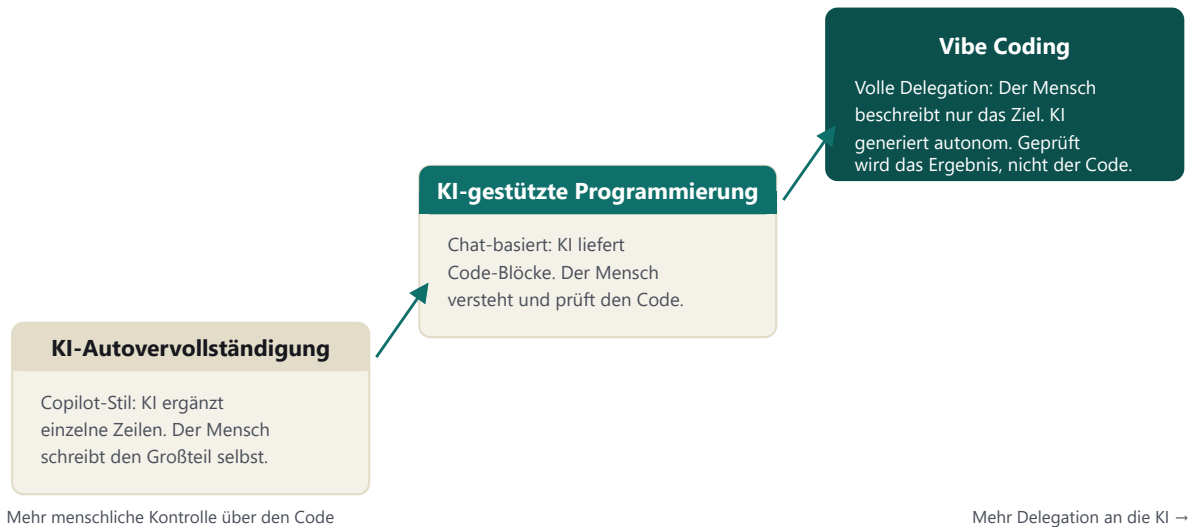 Vibe Coding
Volle Delegation: Der Mensch
beschreibt nur das Ziel. KI
generiert autonom. Geprüft
wird das Ergebnis, nicht der Code.
KI-gestützte Programmierung
Chat-basiert: KI liefert
Code-Blöcke. Der Mensch
versteht und prüft den Code.
KI-Autovervollständigung
Copilot-Stil: KI ergänzt
einzelne Zeilen. Der Mensch
schreibt den Großteil selbst.
Mehr menschliche Kontrolle über den Code
Mehr Delegation an die KI →